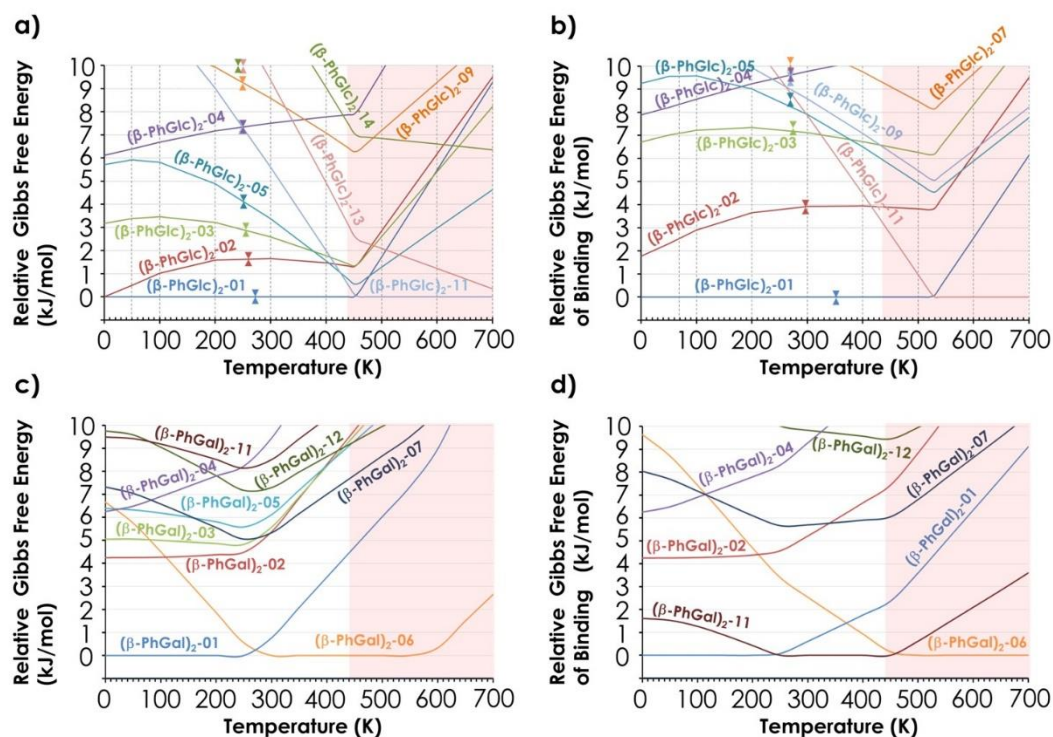 a)
Relative Gibbs Free Energy
(kJ/mol)
10
9
8
7
6
5
4
3
2
1
0
(β-PhGlc)₂-04
(β-PhGlc)₂-05
(β-PhGlc)₂-03
(β-PhGlc)₂-02
(β-PhGlc)₂-01
(β-PhGlc)₂-14
(β-PhGlc)₂-09
(β-PhGlc)₂-13
(β-PhGlc)₂-11
0 100 200 300 400 500 600 700
Temperature (K)
b)
Relative Gibbs Free Energy
of Binding (kJ/mol)
10
9
8
7
6
5
4
3
2
1
0
(β-PhGlc)₂-05
(β-PhGlc)₂-04
(β-PhGlc)₂-07
(β-PhGlc)₂-09
(β-PhGlc)₂-03
(β-PhGlc)₂-11
(β-PhGlc)₂-02
(β-PhGlc)₂-01
0 100 200 300 400 500 600 700
Temperature (K)
c)
Relative Gibbs Free Energy
(kJ/mol)
10
9
8
7
6
5
4
3
2
1
0
(β-PhGal)₂-11
(β-PhGal)₂-12
(β-PhGal)₂-04
(β-PhGal)₂-07
(β-PhGal)₂-05
(β-PhGal)₂-03
(β-PhGal)₂-02
(β-PhGal)₂-01
(β-PhGal)₂-06
0 100 200 300 400 500 600 700
Temperature (K)
d)
Relative Gibbs Free Energy
of Binding (kJ/mol)
10
9
8
7
6
5
4
3
2
1
0
(β-PhGal)₂-12
(β-PhGal)₂-04
(β-PhGal)₂-07
(β-PhGal)₂-01
(β-PhGal)₂-02
(β-PhGal)₂-11
(β-PhGal)₂-06
0 100 200 300 400 500 600 700
Temperature (K)